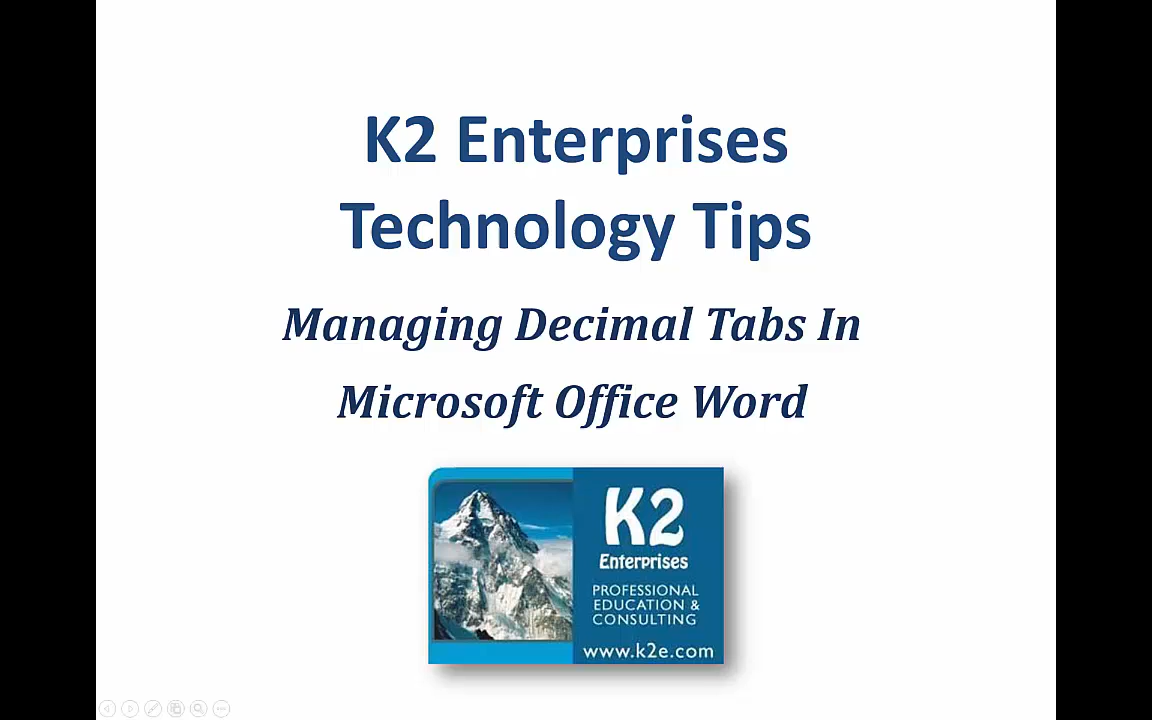 K2 Enterprises
Technology Tips
Managing Decimal Tabs In
Microsoft Office Word
K2
Enterprises
PROFESSIONAL
EDUCATION &
CONSULTING
www.k2e.com